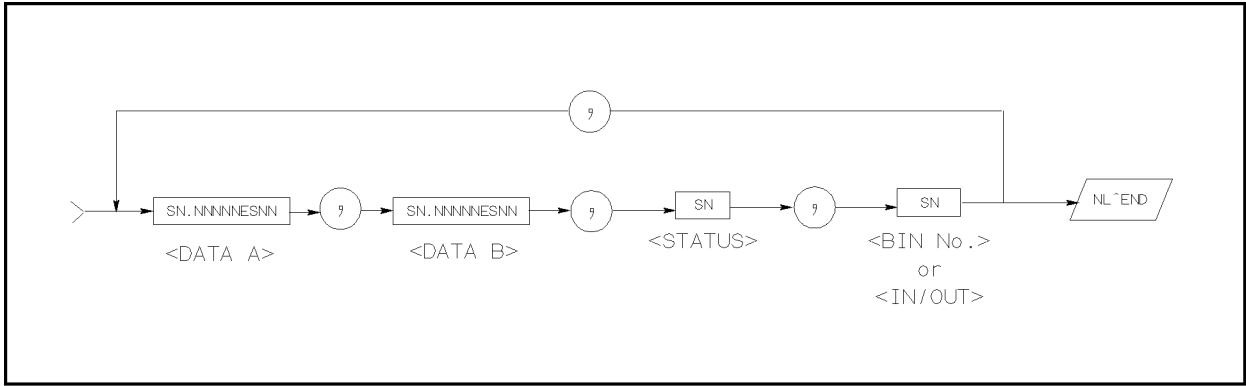 ,
SN.NNNNNESNN , SN.NNNNNESNN , SN , SN NL^END
<DATA A> <DATA B> <STATUS> <BIN No.>
or
<IN/OUT>